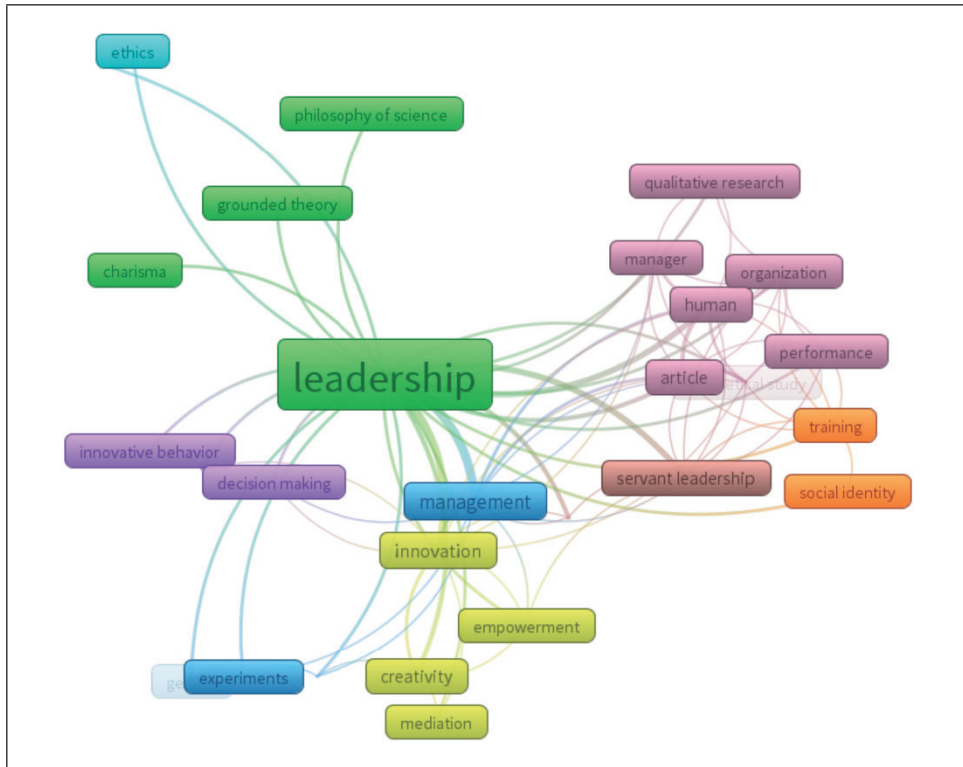 ethics
philosophy of science
qualitative research
grounded theory
manager
organization
charisma
human
performance
leadership
article
study
training
innovative behavior
servant leadership
decision making
social identity
management
innovation
empowerment
experiments
creativity
mediation